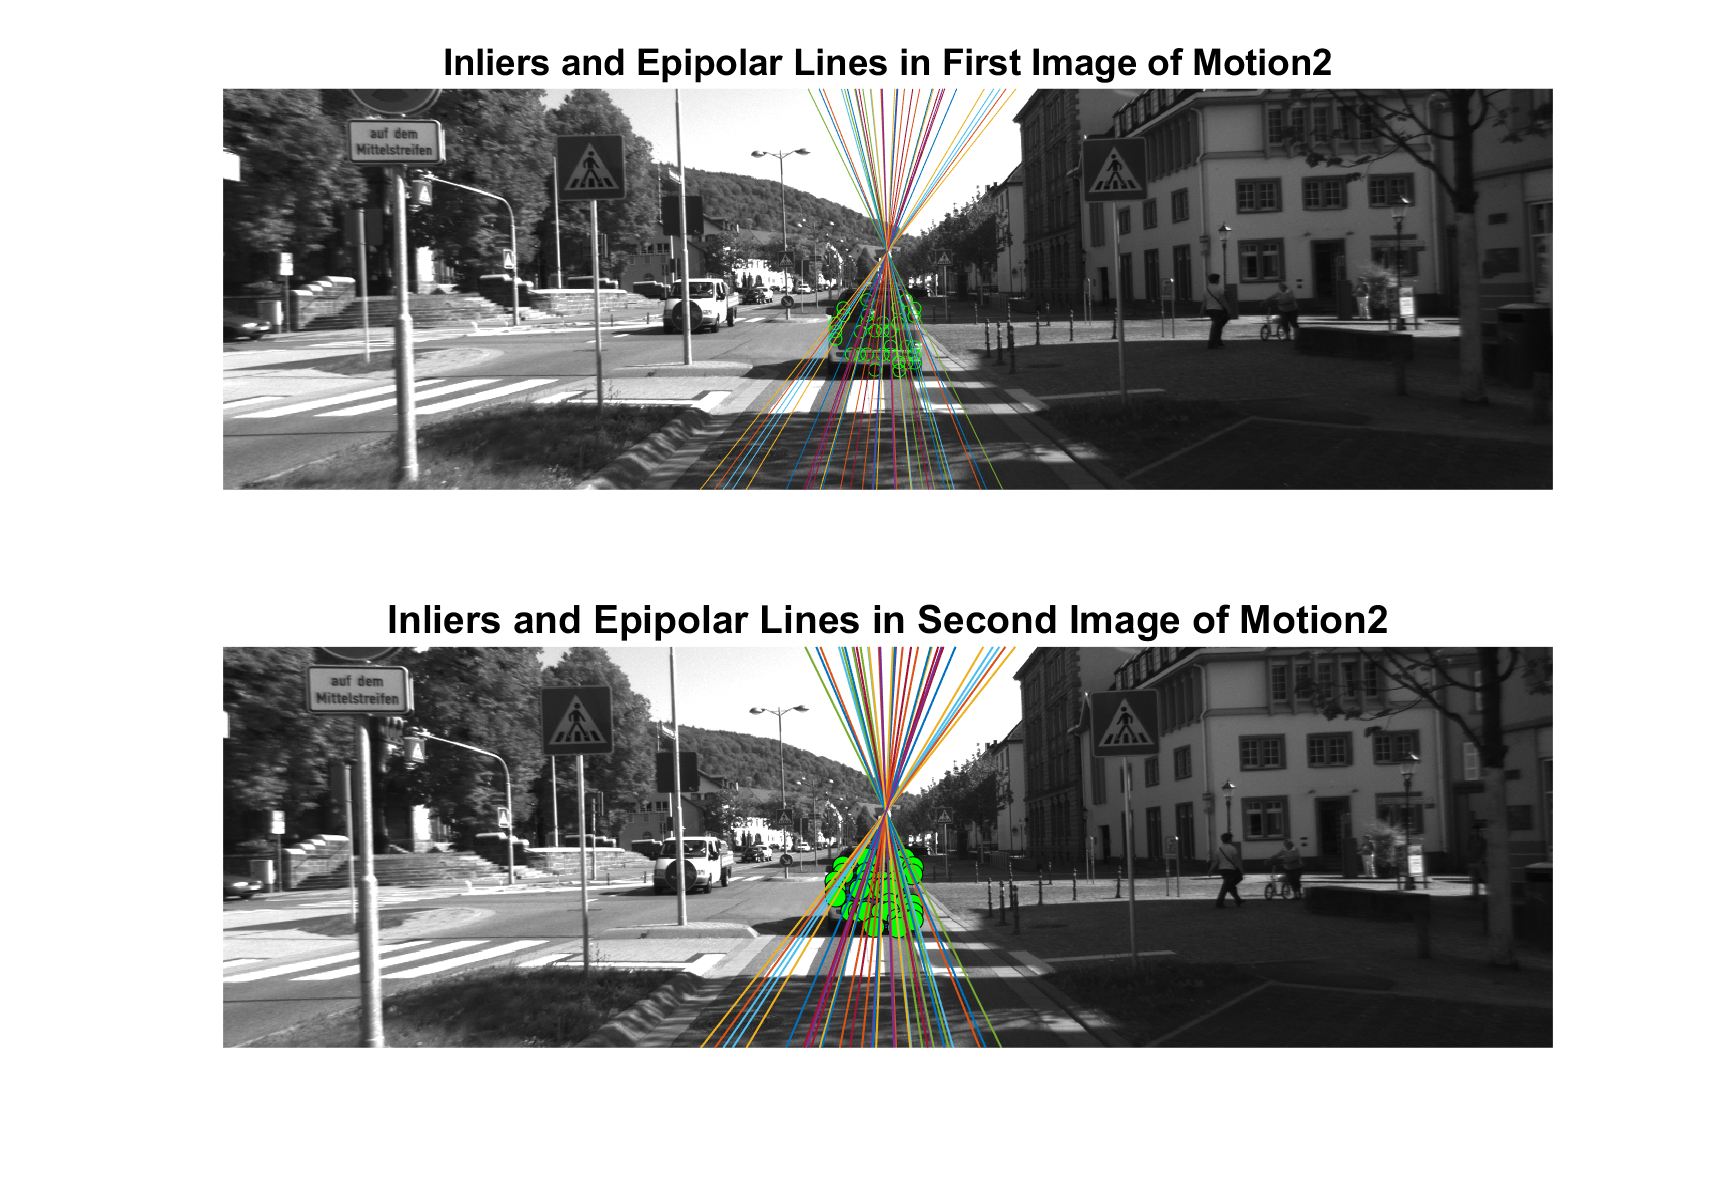 Inliers and Epipolar Lines in First Image of Motion2
auf dem
Mittelstreifen
Inliers and Epipolar Lines in Second Image of Motion2
auf dem
Mittelstreifen